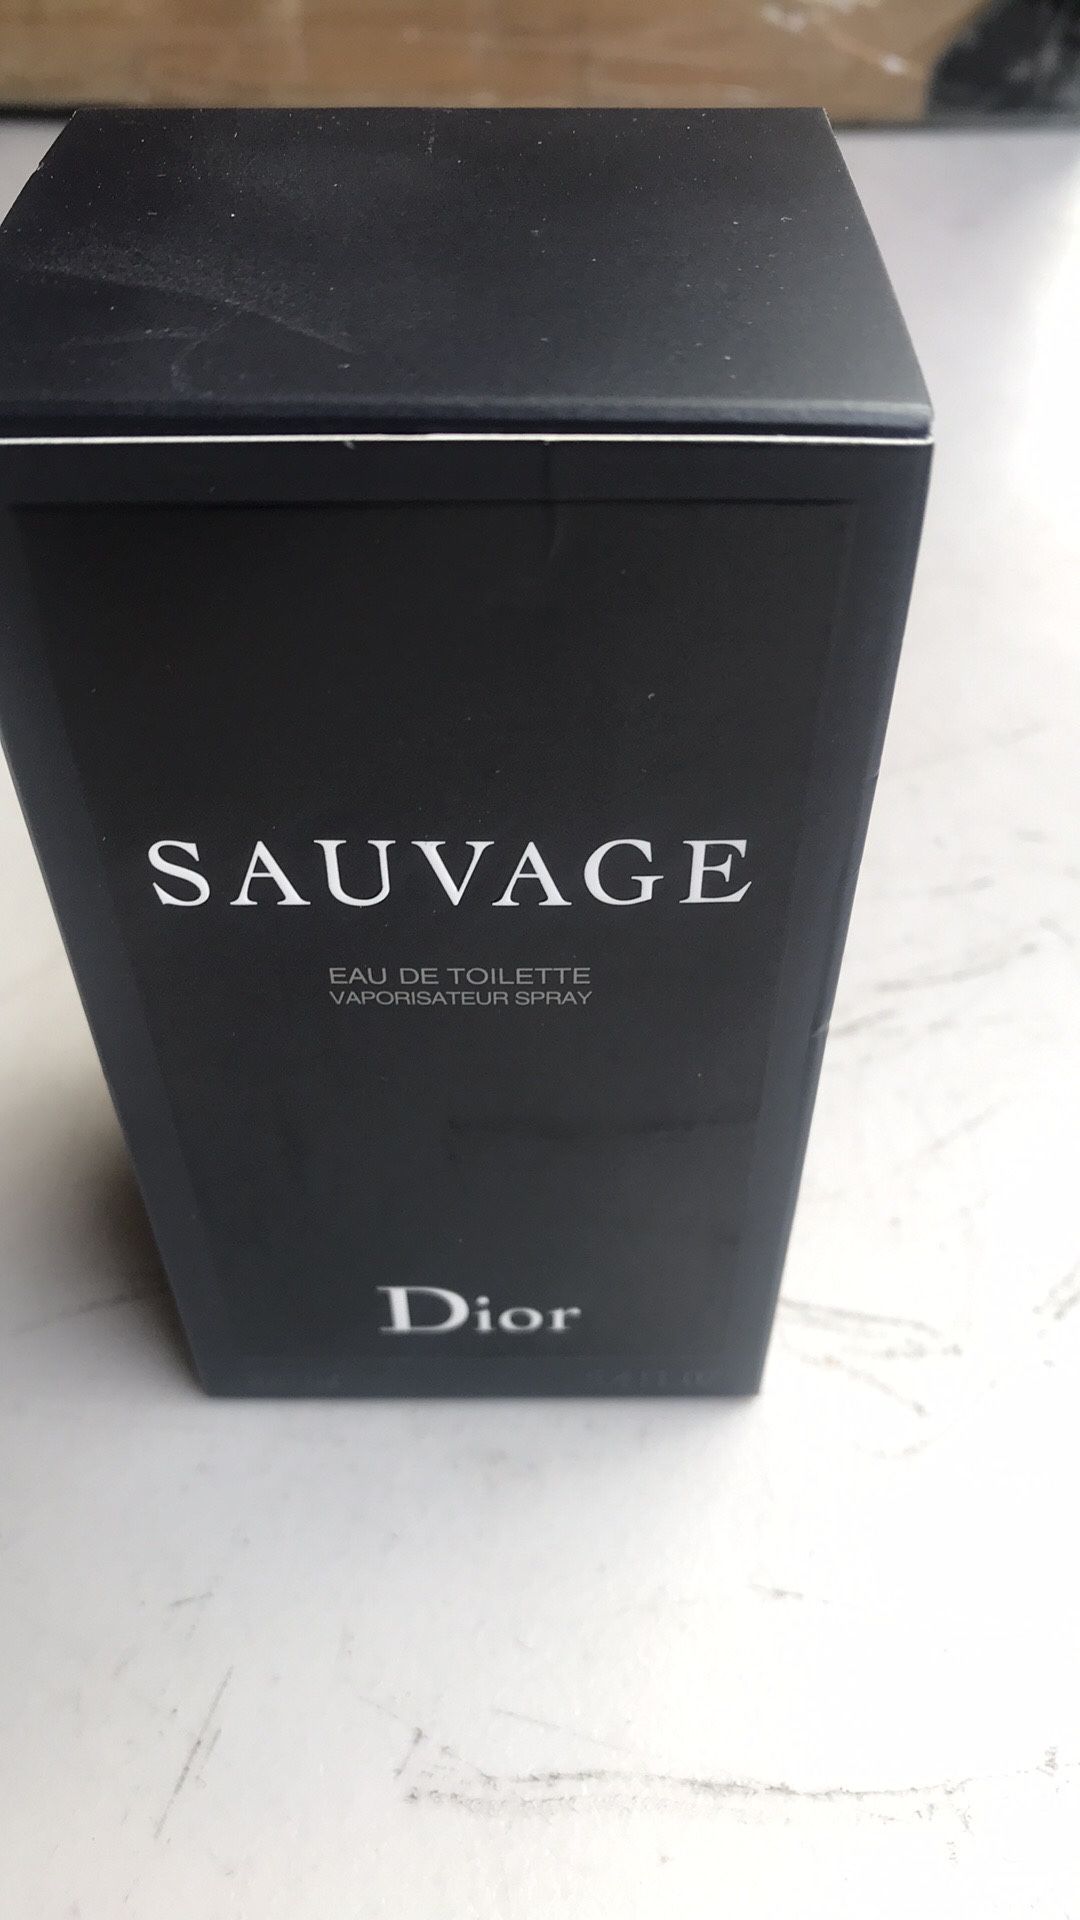 SAUVAGE
EAU DE TOILETTE
VAPORISATEUR SPRAY
Dior